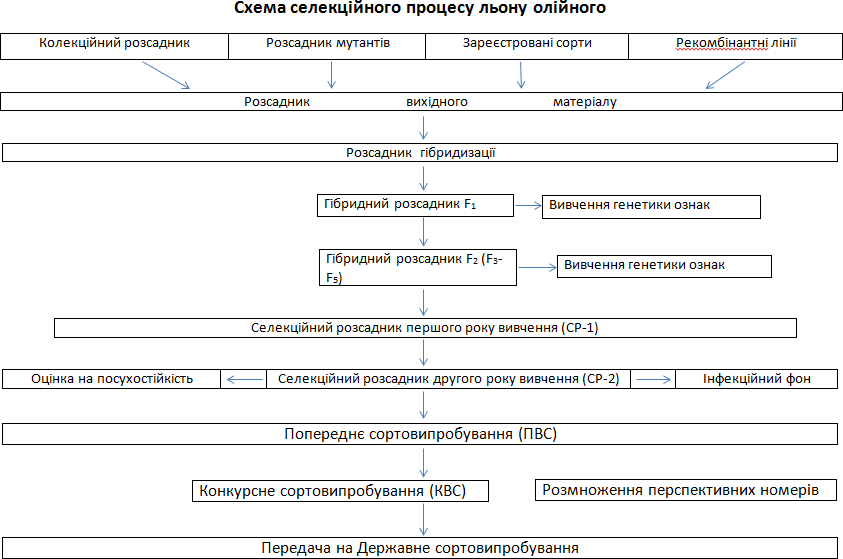 Схема селекційного процесу льону олійного
Колекційний розсадник Розсадник мутантів Зареєстровані сорти Рекомбінантні лінії
Розсадник вихідного матеріалу
Розсадник гібридизації
Гібридний розсадник F₁ Вивчення генетики ознак
Гібридний розсадник F₂ (F₃-
F₅)
Вивчення генетики ознак
Селекційний розсадник першого року вивчення (СР-1)
Оцінка на посухостійкість Селекційний розсадник другого року вивчення (СР-2) Інфекційний фон
Попереднє сортовипробування (ПВС)
Конкурсне сортовипробування (КВС) Розмноження перспективних номерів
Передача на Державне сортовипробування